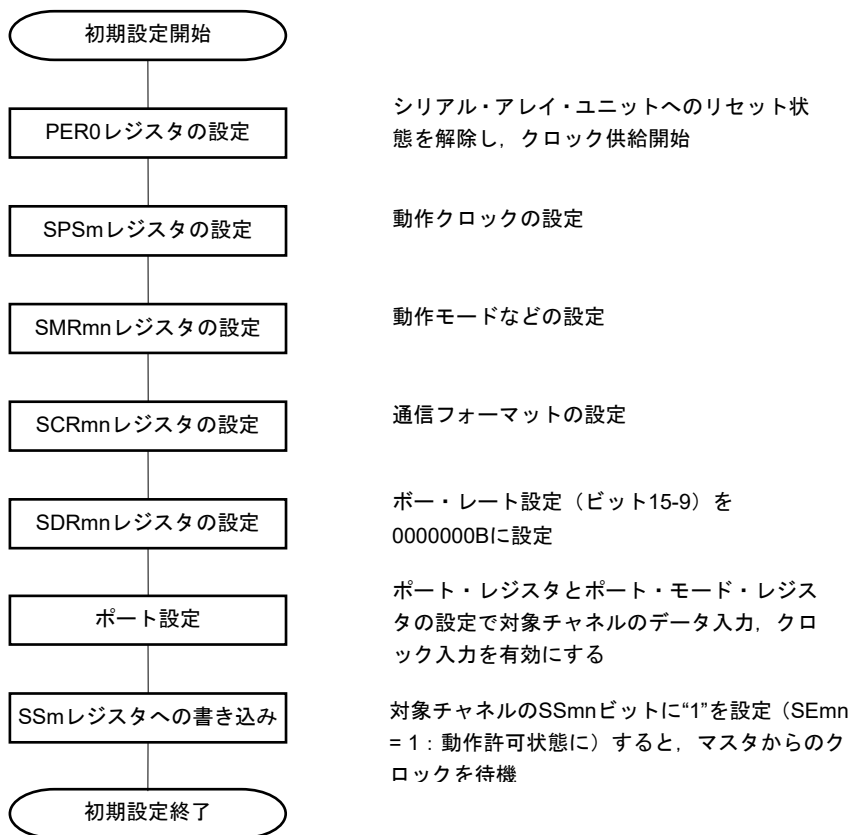 初期設定開始
PER0レジスタの設定
シリアル・アレイ・ユニットへのリセット状
態を解除し，クロック供給開始
SPSmレジスタの設定
動作クロックの設定
SMRmnレジスタの設定
動作モードなどの設定
SCRmnレジスタの設定
通信フォーマットの設定
SDRmnレジスタの設定
ボー・レート設定（ビット15-9）を
0000000Bに設定
ポート設定
ポート・レジスタとポート・モード・レジス
タの設定で対象チャネルのデータ入力，クロ
ック入力を有効にする
SSmレジスタへの書き込み
対象チャネルのSSmnビットに“1”を設定（SEmn
= 1：動作許可状態に）すると，マスタからのク
ロックを待機
初期設定終了